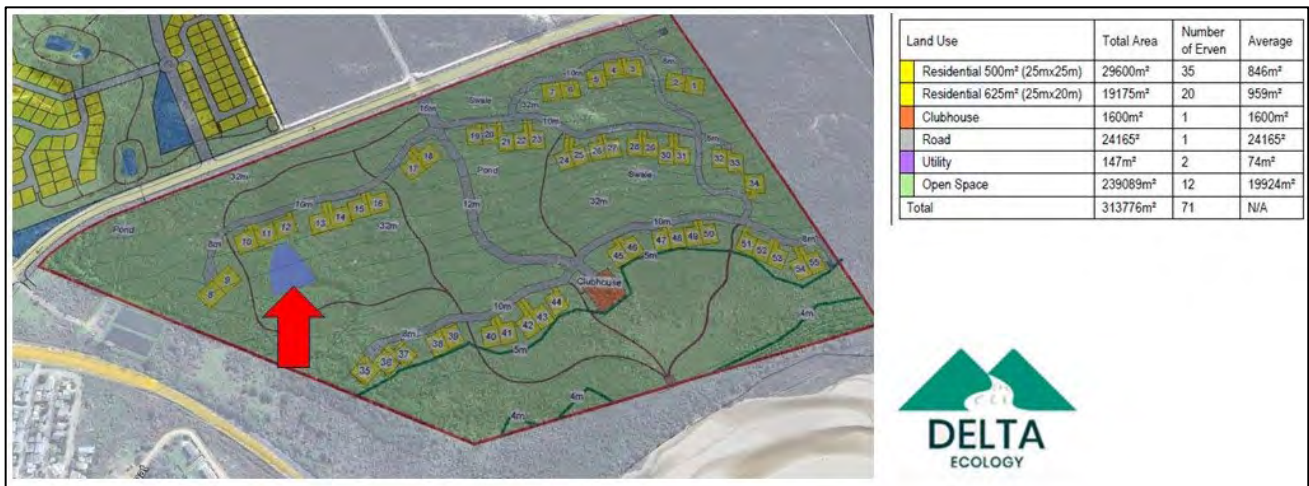 10m
8m
5 4 3
7 6
2 1
32m
Swale
16m
10m
19 20 21 22 23
5m
24 25 26 27 28 29 30 31
32 33
34
17 18
Pond
Swale
32m
32m
Pond
10m
12m
32m
8m
10 11 12 13 14 15 16
10m
8 9
45 46 47 48 49 50
51 52 53
54 55
6m
5m
Clubhouse
10m
42 43 44
40 41
38 39
8m
35 36 37
5m
4m
4m
4m
Land Use Total Area Number of Erven Average
Residential 500m² (25mx25m) 29600m² 35 846m²
Residential 625m² (25mx20m) 19175m² 20 959m²
Clubhouse 1600m² 1 1600m²
Road 24165² 1 24165²
Utility 147m² 2 74m²
Open Space 239089m² 12 19924m²
Total 313776m² 71 N/A
DELTA
ECOLOGY